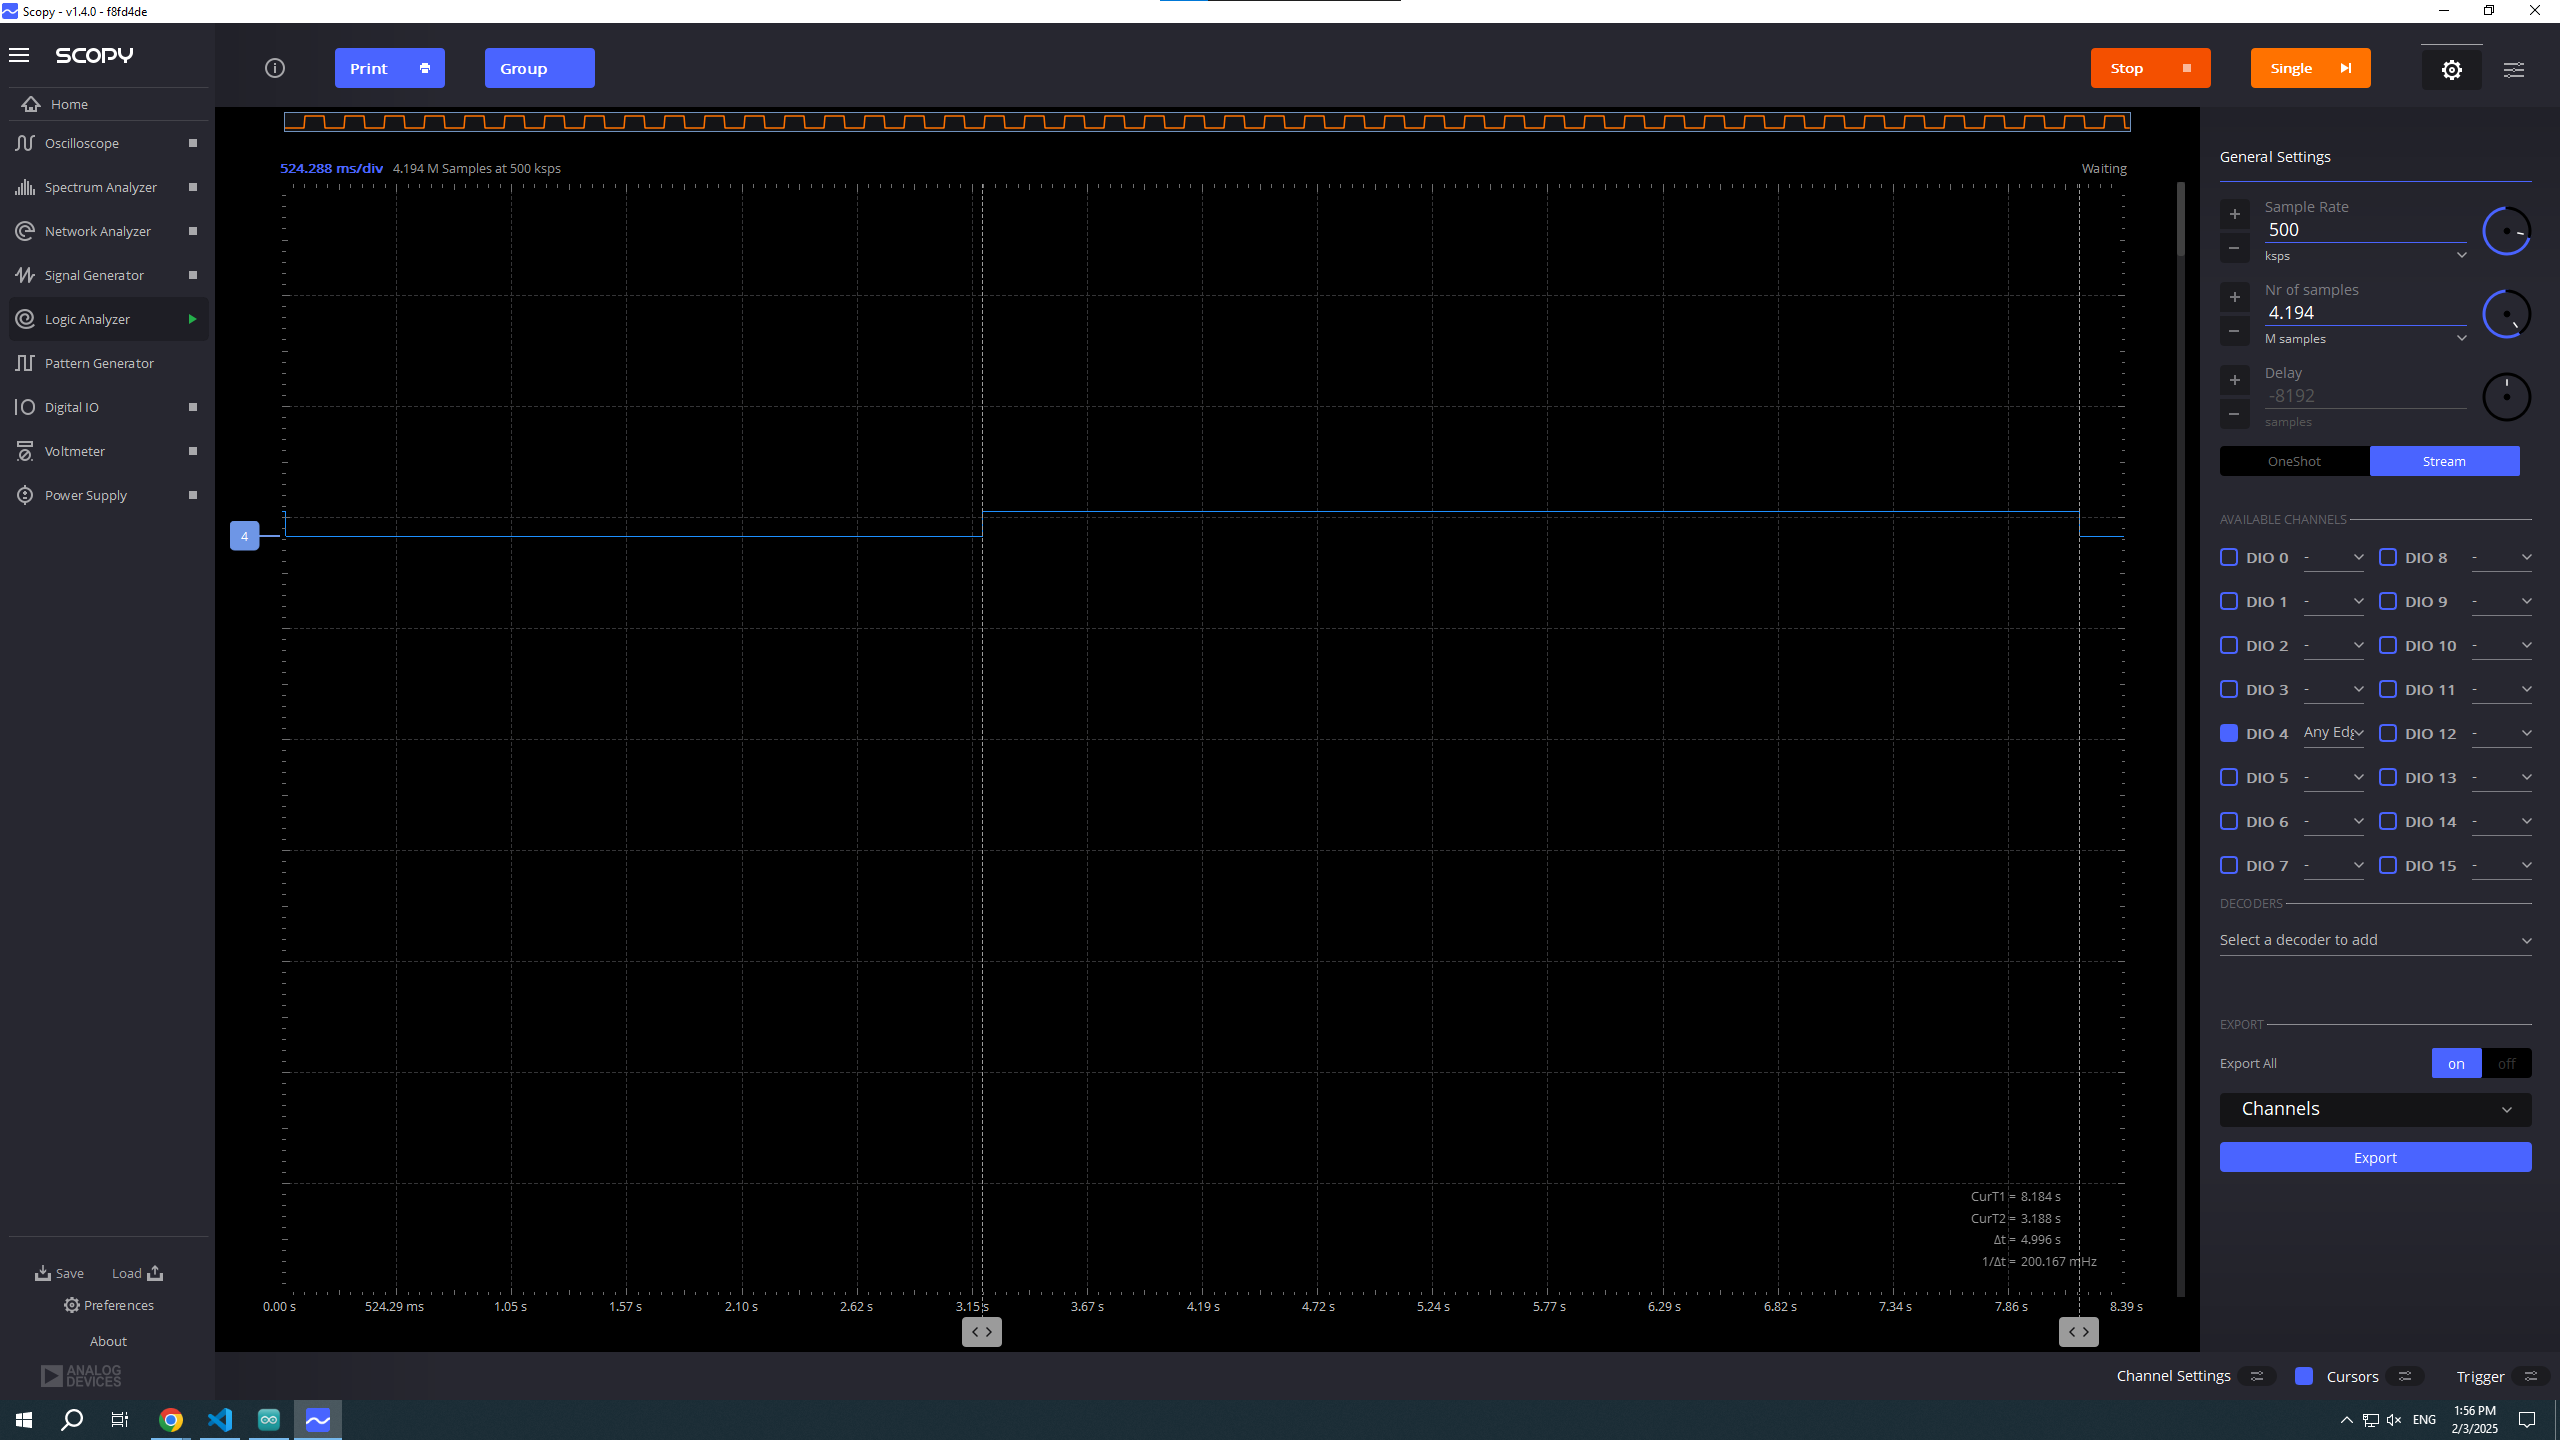 Scopy - v1.4.0 - f8fd4de
SCOPY
Print
Group
Stop
Single
Home
Oscilloscope
Spectrum Analyzer
Network Analyzer
Signal Generator
Logic Analyzer
Pattern Generator
Digital IO
Voltmeter
Power Supply
Save Load
Preferences
About
ANALOG
DEVICES
524.288 ms/div 4.194 M Samples at 500 ksps
Waiting
4
CurT1 = 8.184 s
CurT2 = 3.188 s
Δt = 4.996 s
1/Δt = 200.167 mHz
0.00 s 524.29 ms 1.05 s 1.57 s 2.10 s 2.62 s 3.15 s 3.67 s 4.19 s 4.72 s 5.24 s 5.77 s 6.29 s 6.82 s 7.34 s 7.86 s 8.39 s
General Settings
Sample Rate
500
ksps
Nr of samples
4.194
M samples
Delay
-8192
samples
OneShot Stream
AVAILABLE CHANNELS
DIO 0 - DIO 8 -
DIO 1 - DIO 9 -
DIO 2 - DIO 10 -
DIO 3 - DIO 11 -
DIO 4 Any Edg DIO 12 -
DIO 5 - DIO 13 -
DIO 6 - DIO 14 -
DIO 7 - DIO 15 -
DECODERS
Select a decoder to add
EXPORT
Export All on off
Channels
Export
Channel Settings Cursors Trigger
ENG
1:56 PM
2/3/2025